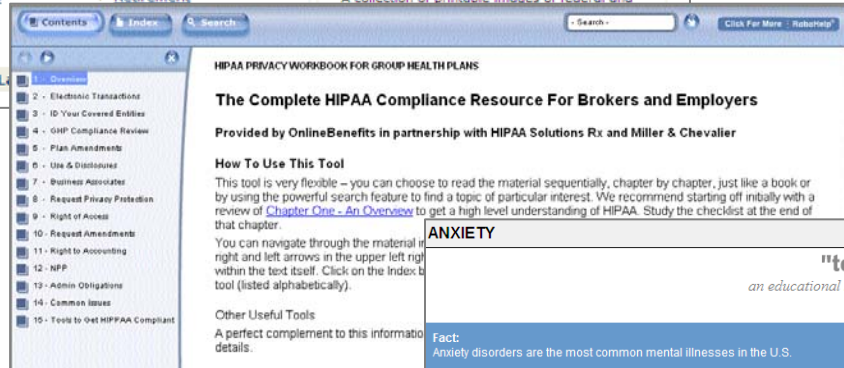 Contents
Index
Search
- Search -
Click For More
RoboHelp
1 - Overview
2 - Electronic Transactions
3 - ID Your Covered Entities
4 - GHP Compliance Review
5 - Plan Amendments
6 - Use & Disclosures
7 - Business Associates
8 - Request Privacy Protection
9 - Right of Access
10 - Request Amendments
11 - Right to Accounting
12 - NPP
13 - Admin Obligations
14 - Common Issues
15 - Tools to Get HIPPAA Compliant
HIPAA PRIVACY WORKBOOK FOR GROUP HEALTH PLANS
The Complete HIPAA Compliance Resource For Brokers and Employers
Provided by OnlineBenefits in partnership with HIPAA Solutions Rx and Miller & Chevalier
How To Use This Tool
This tool is very flexible – you can choose to read the material sequentially, chapter by chapter, just like a book or
by using the powerful search feature to find a topic of particular interest. We recommend starting off initially with a
review of Chapter One - An Overview to get a high level understanding of HIPAA. Study the checklist at the end of
that chapter.
You can navigate through the material
right and left arrows in the upper left
within the text itself. Click on the Index
tool (listed alphabetically).
Other Useful Tools
A perfect complement to this
details.
ANXIETY
an educational
Fact:
Anxiety disorders are the most common mental illnesses in the U.S.